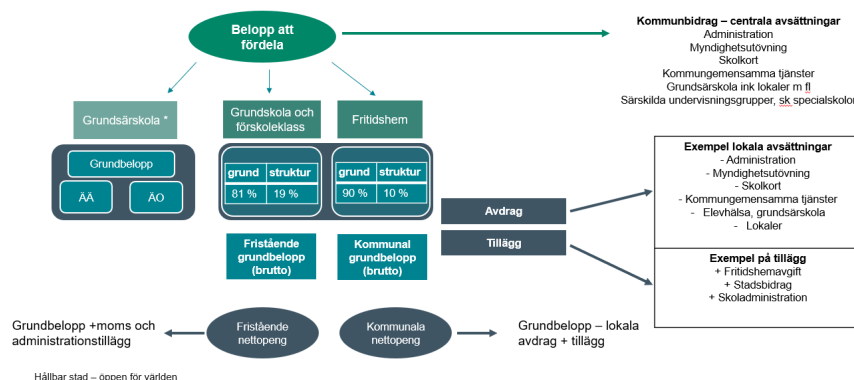 Belopp att
fördela
Kommunbidrag – centrala avsättningar
Administration
Myndighetsutövning
Skolkort
Kommungemensamma tjänster
Grundsärskola ink lokaler m fl
Särskilda undervisningsgrupper, sk specialskolor
Grundsärskola *
Grundskola och
förskoleklass
Fritidshem
Grundbelopp
ÄÄ
ÄO
grund struktur
81 % 19 %
grund struktur
90 % 10 %
Avdrag
Tillägg
Exempel lokala avsättningar
- Administration
- Myndighetsutövning
- Skolkort
- Kommungemensamma tjänster
- Elevhälsa, grundsärskola
- Lokaler
Fristående
grundbelopp
(brutto)
Kommunal
grundbelopp
(brutto)
Exempel på tillägg
+ Fritidshemavgift
+ Stadsbidrag
+ Skoladministration
Grundbelopp +moms och
administrationstillägg
Fristående
nettopeng
Kommunala
nettopeng
Grundbelopp – lokala
avdrag + tillägg
Hållbar stad – öppen för världen